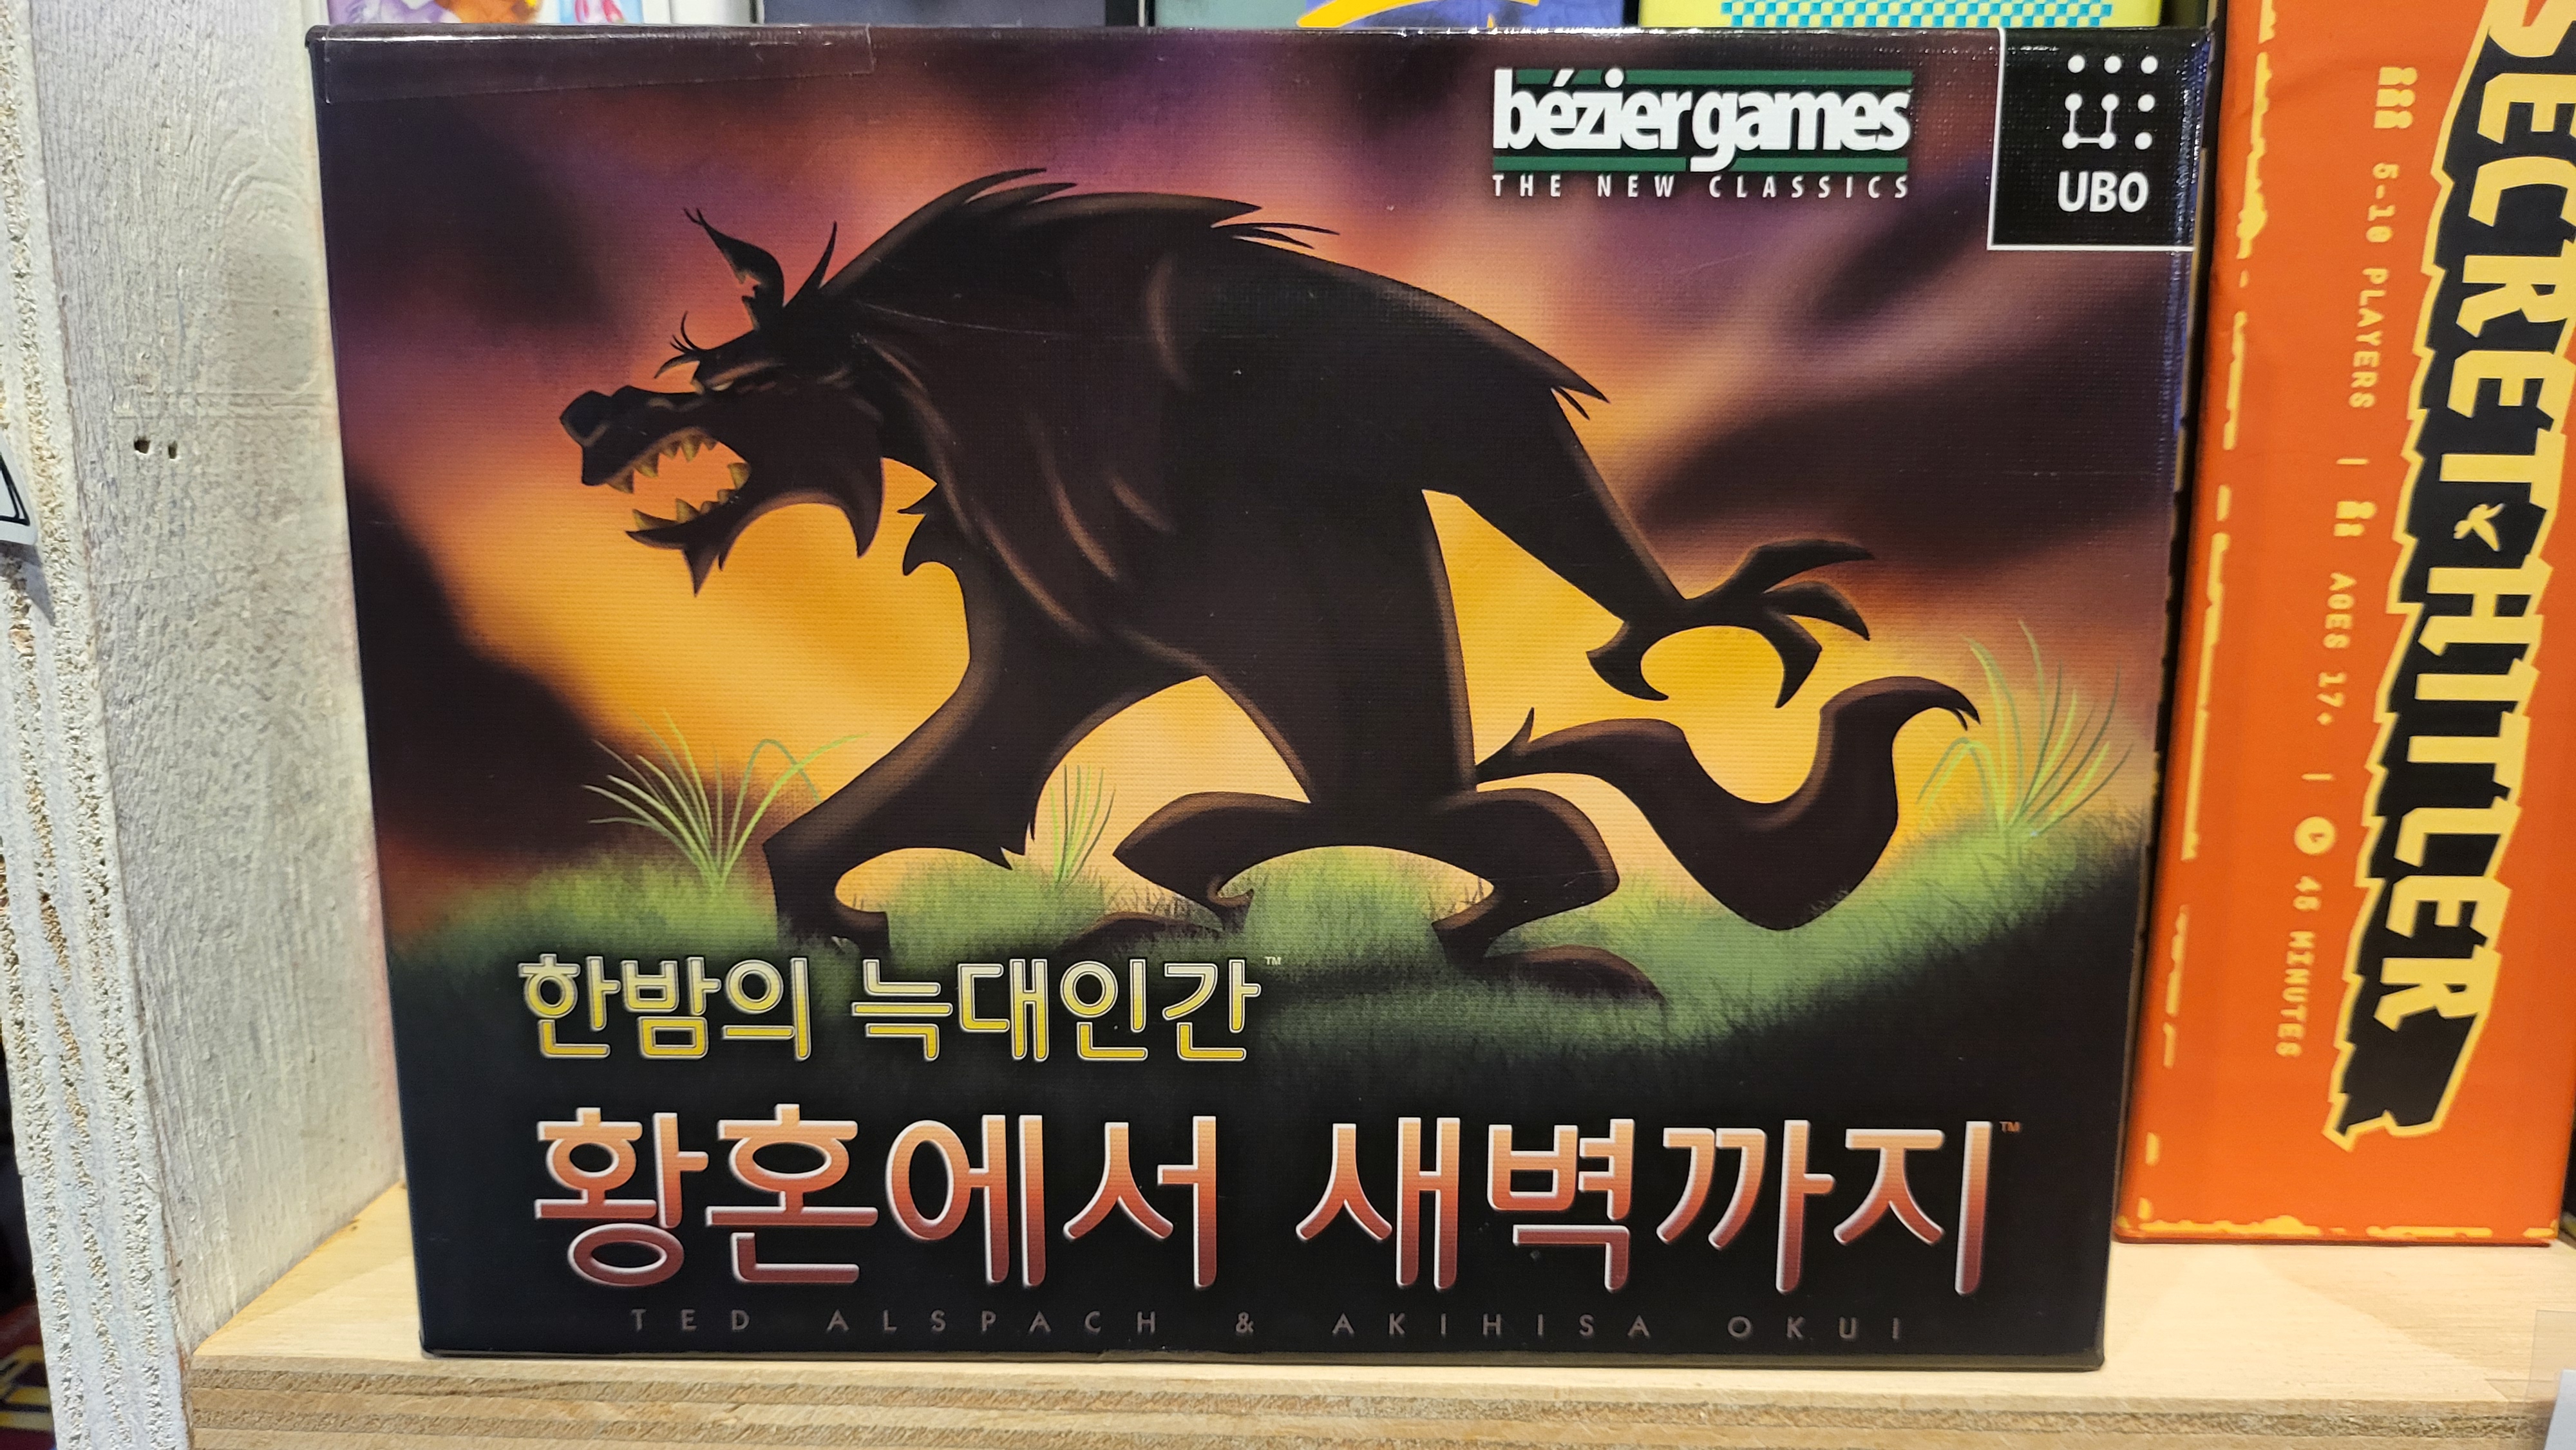 béziergames
THE NEW CLASSICS
UBO
한밤의 늑대인간™
황혼에서 새벽까지™
TED ALSPACH & AKIHISA OKUI
SECRET HITLER
5-10 PLAYERS | AGES 17+ | 45 MINUTES